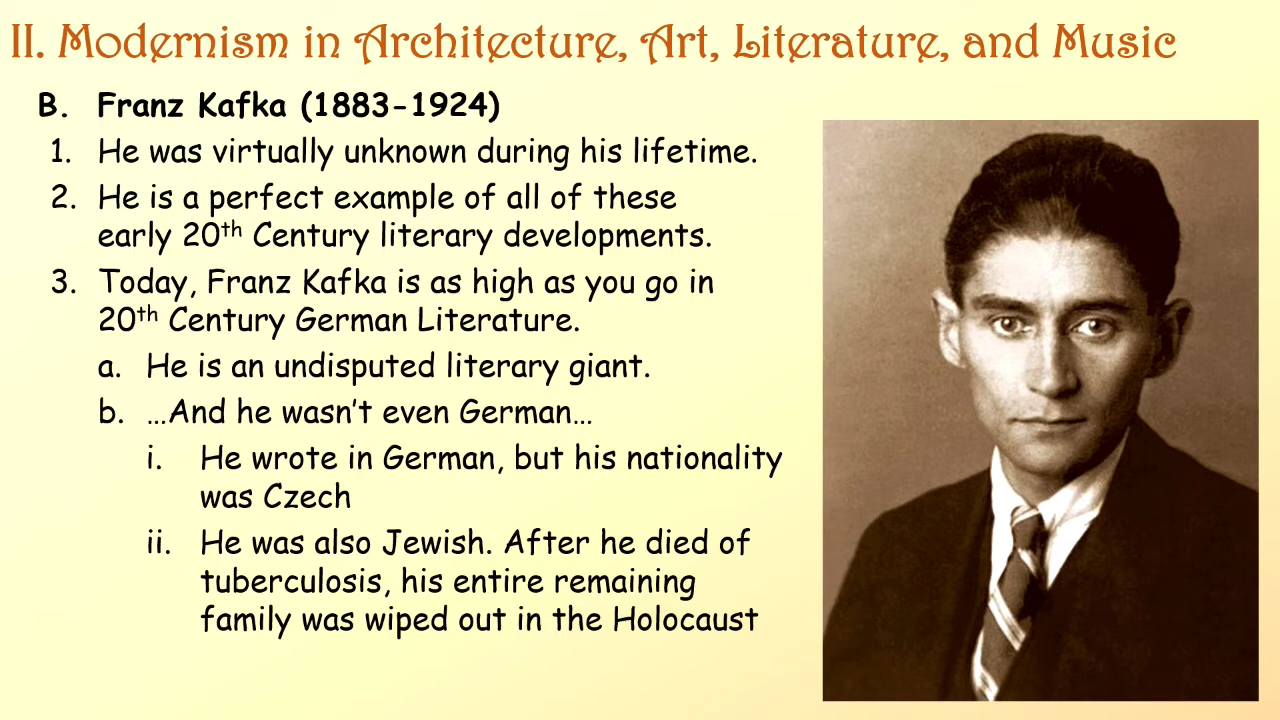 II. Modernism in Architecture, Art, Literature, and Music
B. Franz Kafka (1883-1924)
1. He was virtually unknown during his lifetime.
2. He is a perfect example of all of these
early 20th Century literary developments.
3. Today, Franz Kafka is as high as you go in
20th Century German Literature.
a. He is an undisputed literary giant.
b. …And he wasn’t even German…
i. He wrote in German, but his nationality
was Czech
ii. He was also Jewish. After he died of
tuberculosis, his entire remaining
family was wiped out in the Holocaust